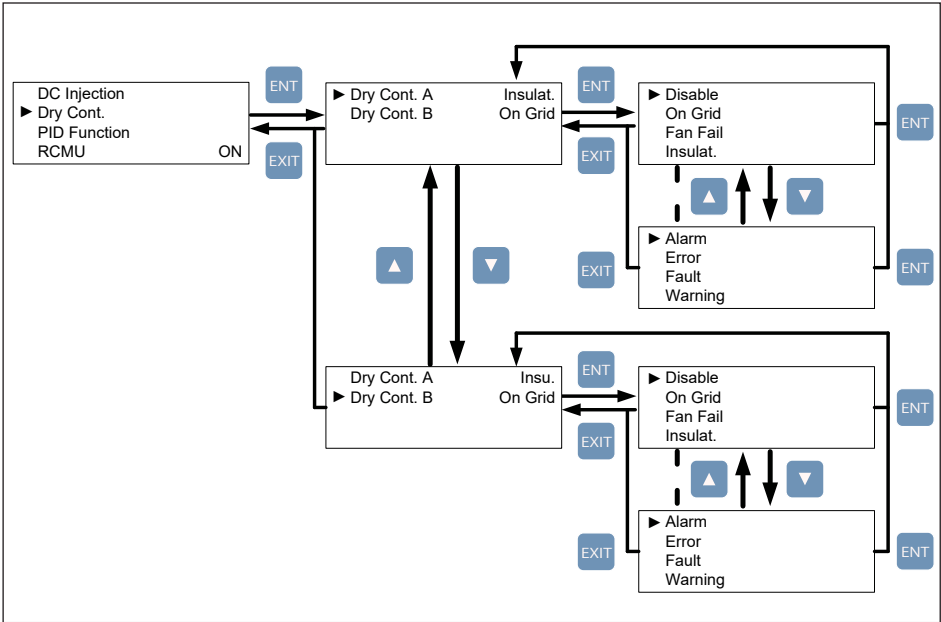 DC Injection
► Dry Cont.
PID Function
RCMU ON
ENT
EXIT
► Dry Cont. A Insulat.
Dry Cont. B On Grid
ENT
EXIT
► Disable
On Grid
Fan Fail
Insulat.
ENT
▲
▼
► Alarm
Error
Fault
Warning
EXIT
ENT
▲
▼
Dry Cont. A Insu.
► Dry Cont. B On Grid
ENT
EXIT
► Disable
On Grid
Fan Fail
Insulat.
ENT
▲
▼
► Alarm
Error
Fault
Warning
EXIT
ENT